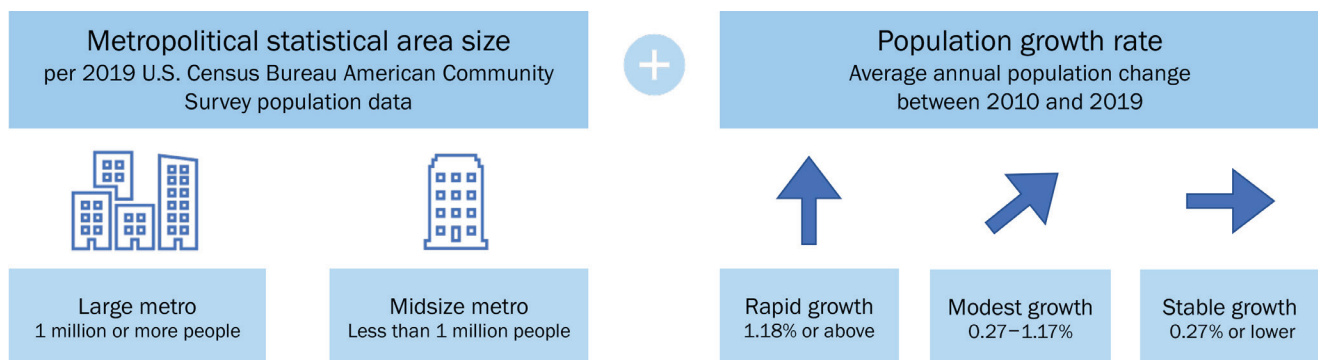 Metropolitical statistical area size
per 2019 U.S. Census Bureau American Community
Survey population data
+
Population growth rate
Average annual population change
between 2010 and 2019
Large metro
1 million or more people
Midsize metro
Less than 1 million people
Rapid growth
1.18% or above
Modest growth
0.27–1.17%
Stable growth
0.27% or lower